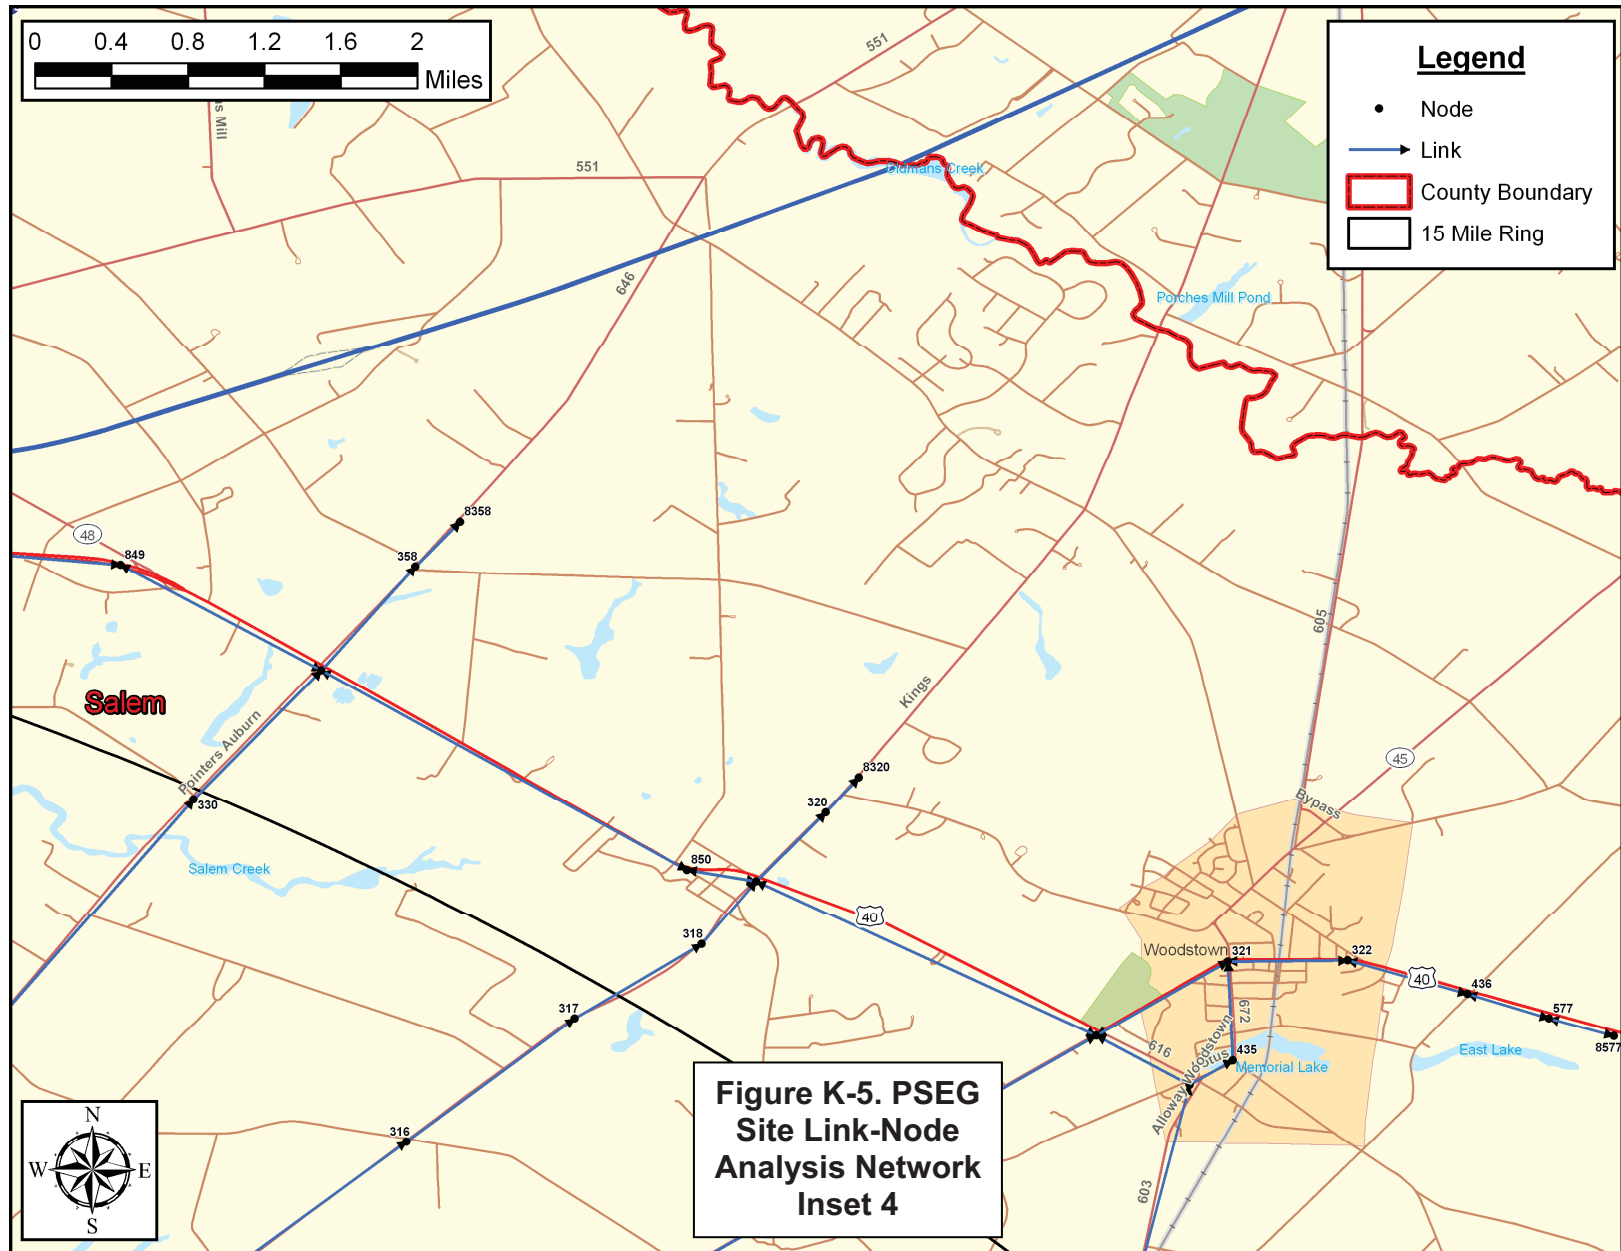 0 0.4 0.8 1.2 1.6 2
Miles
Legend
Node
Link
County Boundary
15 Mile Ring
551
s Mill
551
Oldmans Creek
646
Porches Mill Pond
8358
48
849
358
605
Salem
Kings
Pointers Auburn
45
8320
330
320
Bypass
Salem Creek
850
40
318
Woodstown
321
322
40
436
317
672
577
616
435
8577
East Lake
Memorial Lake
Alloway Woodstown
316
603
Figure K-5. PSEG
Site Link-Node
Analysis Network
Inset 4
N
W E
S